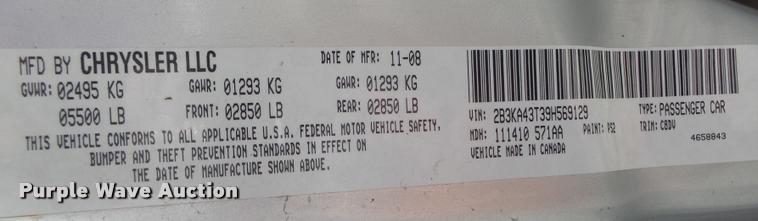 MFD BY CHRYSLER LLC
DATE OF MFR: 11-08
GVWR: 02495 KG
GAWR: 01293 KG
GAWR: 01293 KG
05500 LB
FRONT: 02850 LB
REAR: 02850 LB
THIS VEHICLE CONFORMS TO ALL APPLICABLE U.S.A. FEDERAL MOTOR VEHICLE SAFETY,
BUMPER AND THEFT PREVENTION STANDARDS IN EFFECT ON
THE DATE OF MANUFACTURE SHOWN ABOVE.
VIN: 2B3KA43T39H569129
TYPE: PASSENGER CAR
MDH: 111410 571AA
PAINT: PS2
TRIM: CBDV
VEHICLE MADE IN CANADA
4658843
Purple Wave Auction